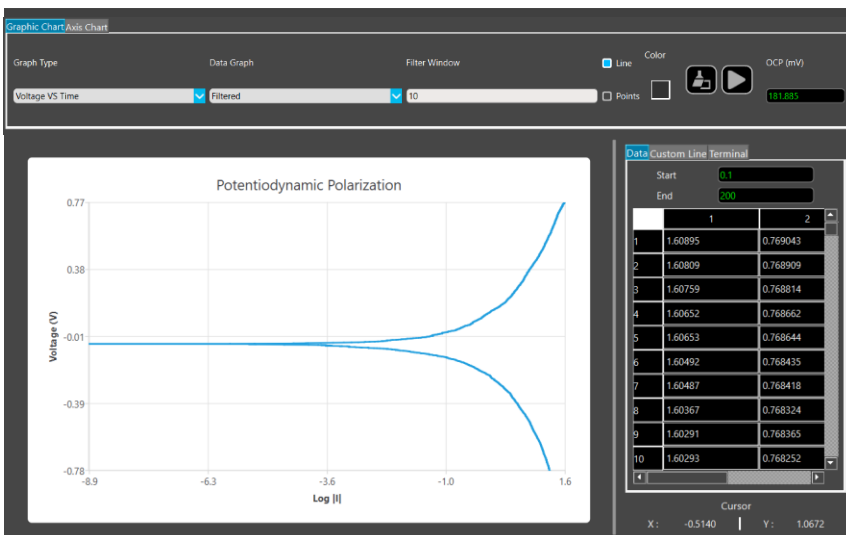 Graphic Chart Axis Chart
Graph Type Data Graph Filter Window Line Color OCP (mV)
Voltage VS Time Filtered 10 Points 181.885
Data Custom Line Terminal
Start 0.1
End 200
1 2
1 1.60895 0.769043
2 1.60809 0.768909
3 1.60759 0.768814
4 1.60652 0.768662
5 1.60653 0.768644
6 1.60492 0.768435
7 1.60487 0.768418
8 1.60367 0.768324
9 1.60291 0.768365
10 1.60293 0.768252
Potentiodynamic Polarization
0.77
0.38
-0.01
-0.39
-0.78
Voltage (V)
-8.9 -6.3 -3.6 -1.0 1.6
Log |I|
Cursor
X : -0.5140 Y : 1.0672